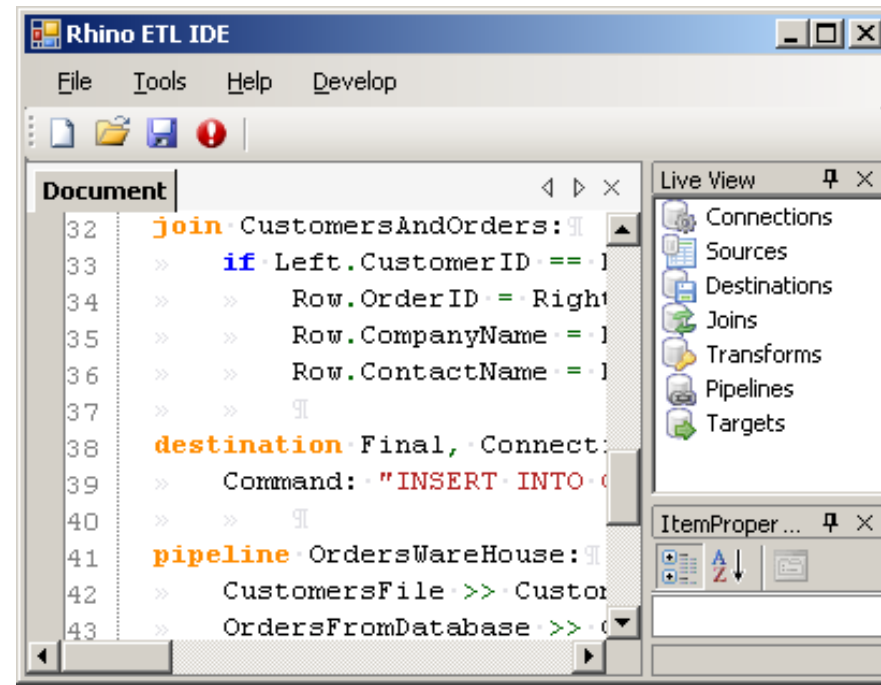 Rhino ETL IDE
File Tools Help Develop
Document
32 join CustomersAndOrders:¶
33 » if Left.CustomerID ==
34 » » Row.OrderID = Right
35 » » Row.CompanyName =
36 » » Row.ContactName =
37 » » ¶
38 destination Final, Connect
39 » Command: "INSERT INTO
40 » » ¶
41 pipeline OrdersWareHouse:¶
42 » CustomersFile >> Custo
43 » OrdersFromDatabase >>
Live View
Connections
Sources
Destinations
Joins
Transforms
Pipelines
Targets
ItemProper...